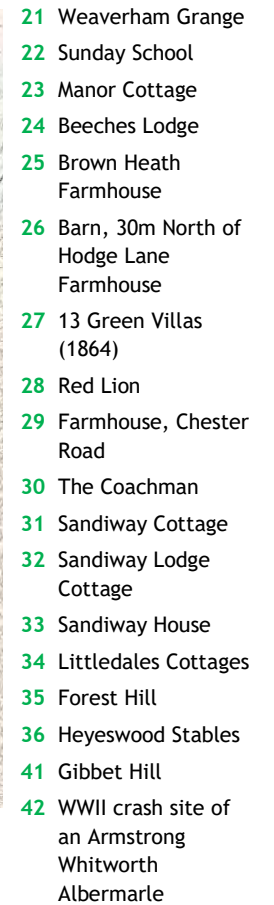 21 Weaverham Grange
22 Sunday School
23 Manor Cottage
24 Beeches Lodge
25 Brown Heath
Farmhouse
26 Barn, 30m North of
Hodge Lane
Farmhouse
27 13 Green Villas
(1864)
28 Red Lion
29 Farmhouse, Chester
Road
30 The Coachman
31 Sandiway Cottage
32 Sandiway Lodge
Cottage
33 Sandiway House
34 Littledales Cottages
35 Forest Hill
36 Heyeswood Stables
41 Gibbet Hill
42 WWII crash site of
an Armstrong
Whitworth
Albermarle